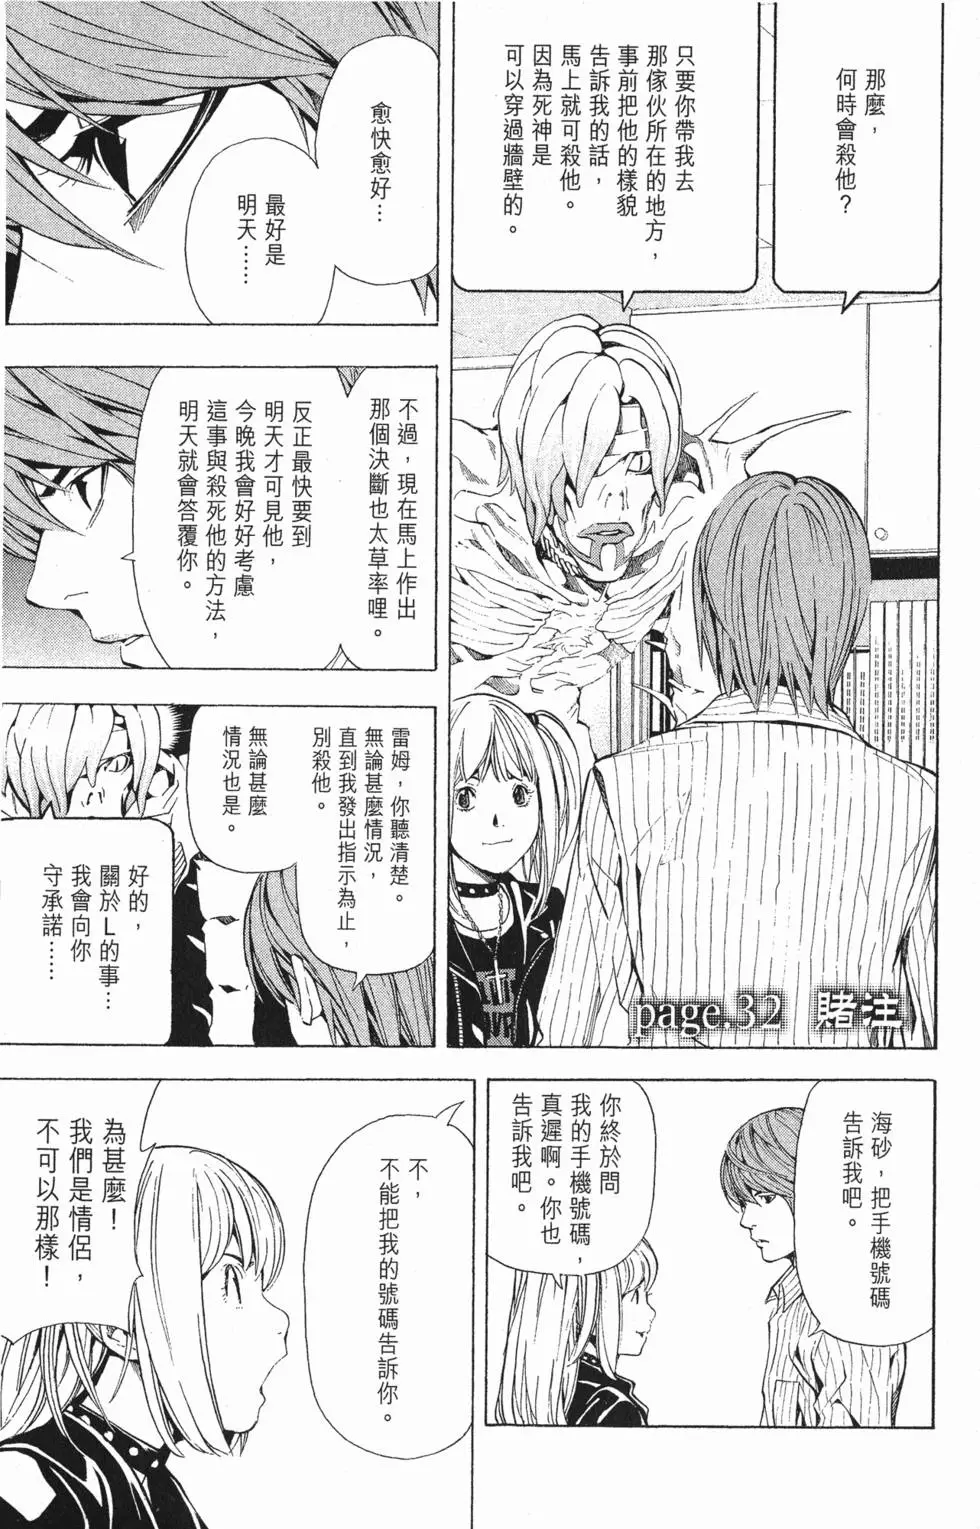 那麼，
何時會殺他？
只要你帶我去
那傢伙所在的地方，
事前把他的樣貌
告訴我的話，
馬上就可殺他。
因為死神是
可以穿過牆壁的。
愈快愈好…
最好是
明天……
不過，現在馬上作出
那個決斷也太草率哩。
反正最快要到
明天才可見他，
今晚我會好好考慮
這事與殺死他的方法，
明天就會答覆你。
雷姆，你聽清楚
無論甚麼情況，
直到我發出指示為止，
別殺他。
無論甚麼
情況也是。
好的，
關於L的事…
我會向你
守承諾……
page.32 賭注
海砂，把手機號碼
告訴我吧。
你終於問
我的手機號碼，
真遲啊。你也
告訴我吧。
不，
不能把我的號碼告訴你。
為甚麼！
我們是情侶，
不可以那樣！